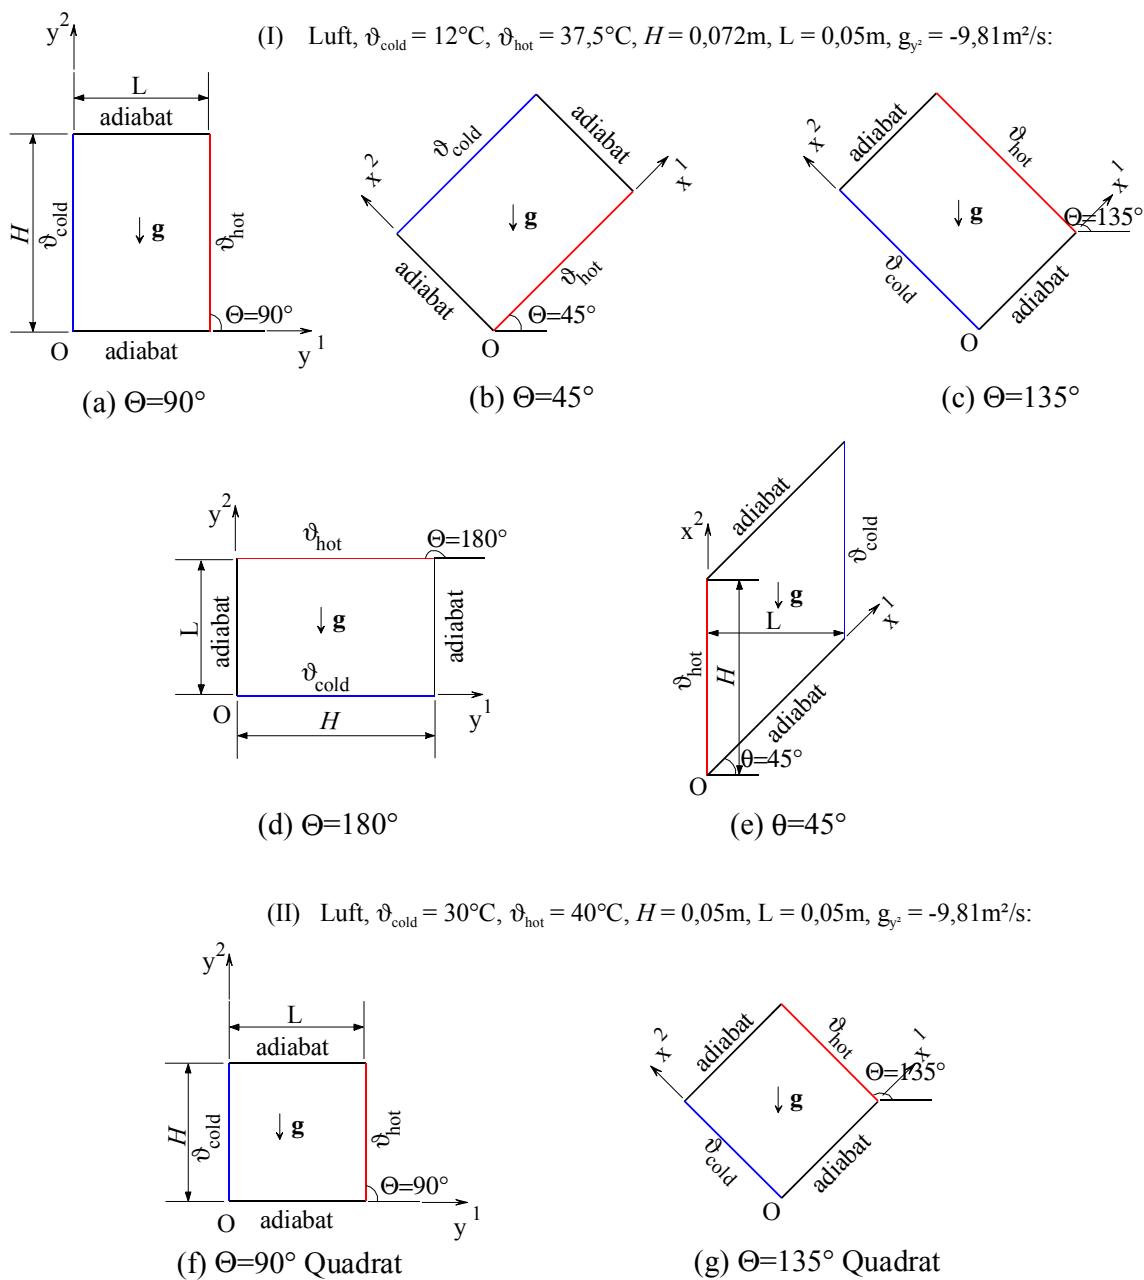 (I) Luft, ϑcold = 12°C, ϑhot = 37,5°C, H = 0,072m, L = 0,05m, gy² = -9,81m²/s:
y²
L
adiabat
H
ϑcold
g
ϑhot
Θ=90°
O
adiabat
y¹
(a) Θ=90°
ϑcold
adiabat
x²
x¹
g
adiabat
ϑhot
Θ=45°
O
(b) Θ=45°
x²
adiabat
ϑhot
x¹
g
Θ=135°
ϑcold
adiabat
O
(c) Θ=135°
y²
ϑhot
Θ=180°
L
adiabat
g
adiabat
ϑcold
O
H
y¹
(d) Θ=180°
adiabat
x²
ϑcold
g
L
x¹
ϑhot
H
adiabat
θ=45°
O
(e) θ=45°
(II) Luft, ϑcold = 30°C, ϑhot = 40°C, H = 0,05m, L = 0,05m, gy² = -9,81m²/s:
y²
L
adiabat
H
ϑcold
g
ϑhot
Θ=90°
O
adiabat
y¹
(f) Θ=90° Quadrat
x²
adiabat
ϑhot
x¹
Θ=135°
g
ϑcold
adiabat
O
(g) Θ=135° Quadrat